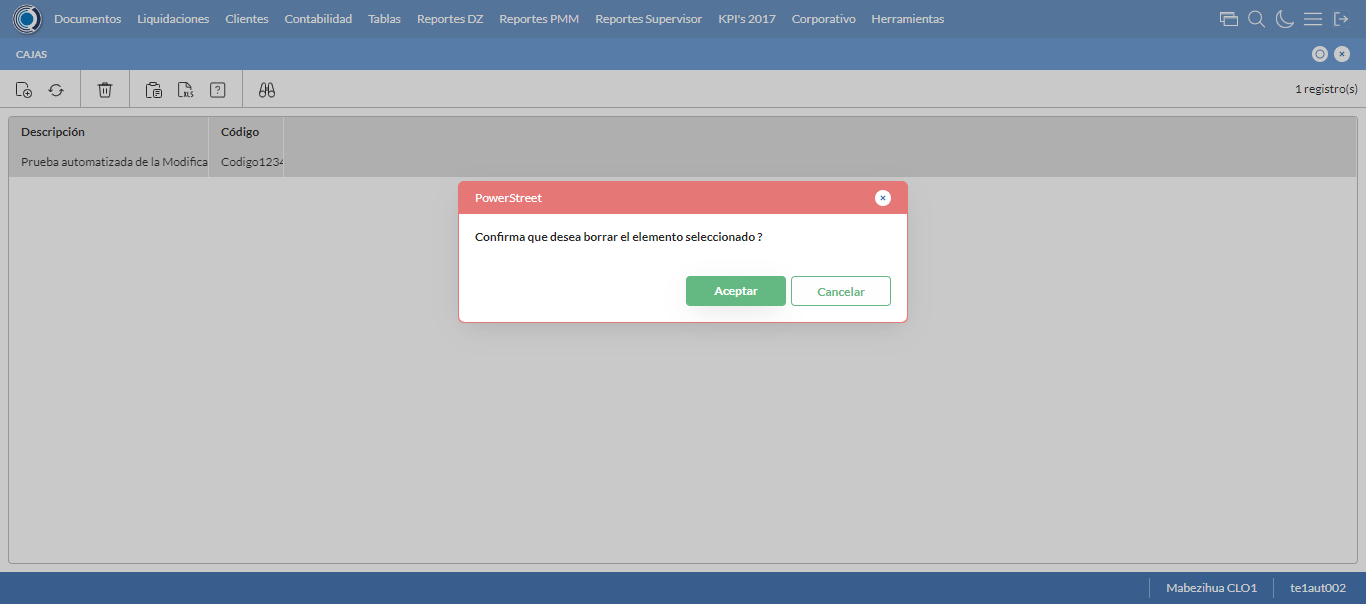 Documentos Liquidaciones Clientes Contabilidad Tablas Reportes DZ Reportes PMM Reportes Supervisor KPI's 2017 Corporativo Herramientas
CAJAS
XLS ? 1 registro(s)
Descripción Código
Prueba automatizada de la Modifica Codigo1234
PowerStreet
Confirma que desea borrar el elemento seleccionado ?
Aceptar Cancelar
Mabezihua CLO1 te1aut002